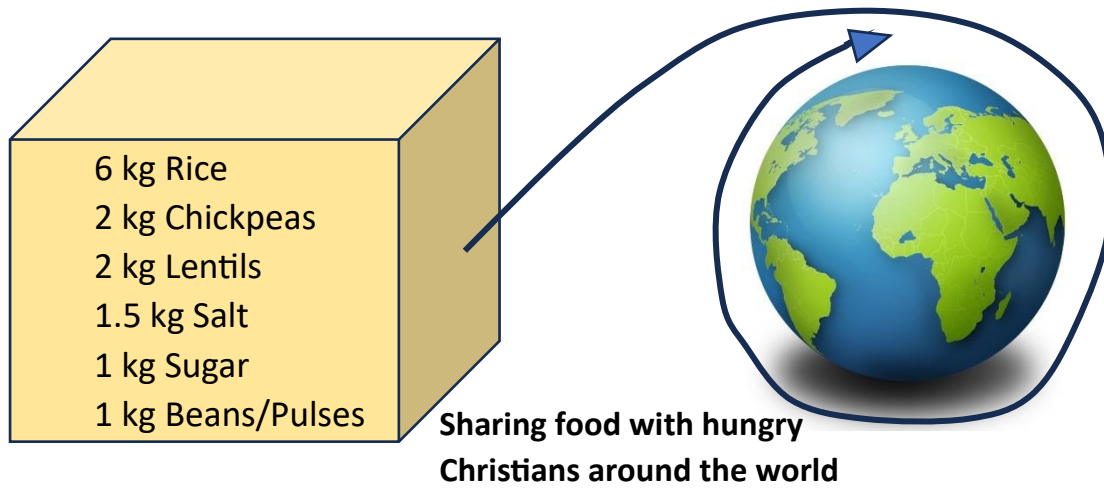 6 kg Rice
2 kg Chickpeas
2 kg Lentils
1.5 kg Salt
1 kg Sugar
1 kg Beans/Pulses
Sharing food with hungry
Christians around the world